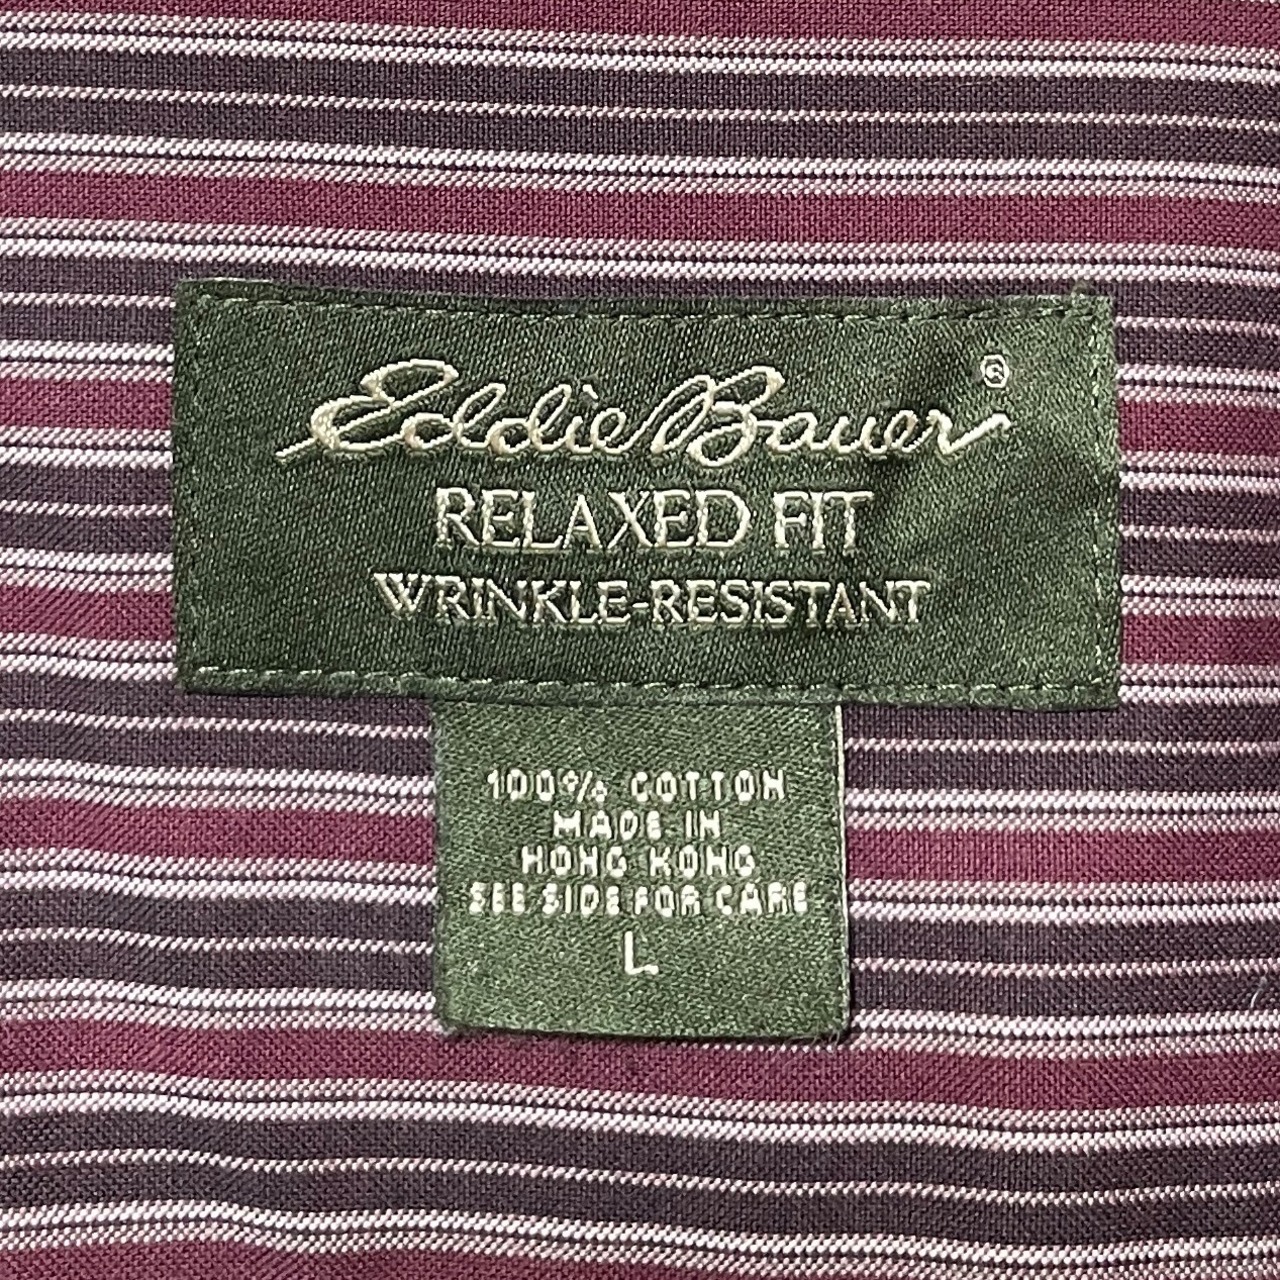 Eddie Bauer®
RELAXED FIT
WRINKLE-RESISTANT
100% COTTON
MADE IN
HONG KONG
SEE SIDE FOR CARE
L